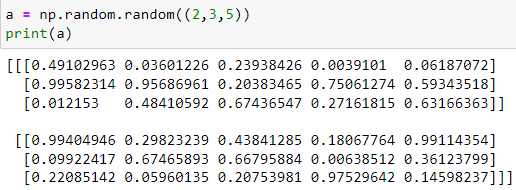 a = np.random.random((2,3,5))
print(a)
[[[0.49102963 0.03601226 0.23938426 0.0039101  0.06187072]
  [0.99582314 0.95686961 0.20383465 0.75061274 0.59343518]
  [0.012153   0.48410592 0.67436547 0.27161815 0.63166363]]
 [[0.99404946 0.29823239 0.43841285 0.18067764 0.99114354]
  [0.09922417 0.67465893 0.66795884 0.00638512 0.36123799]
  [0.22085142 0.05960135 0.20753981 0.97529642 0.14598237]]]